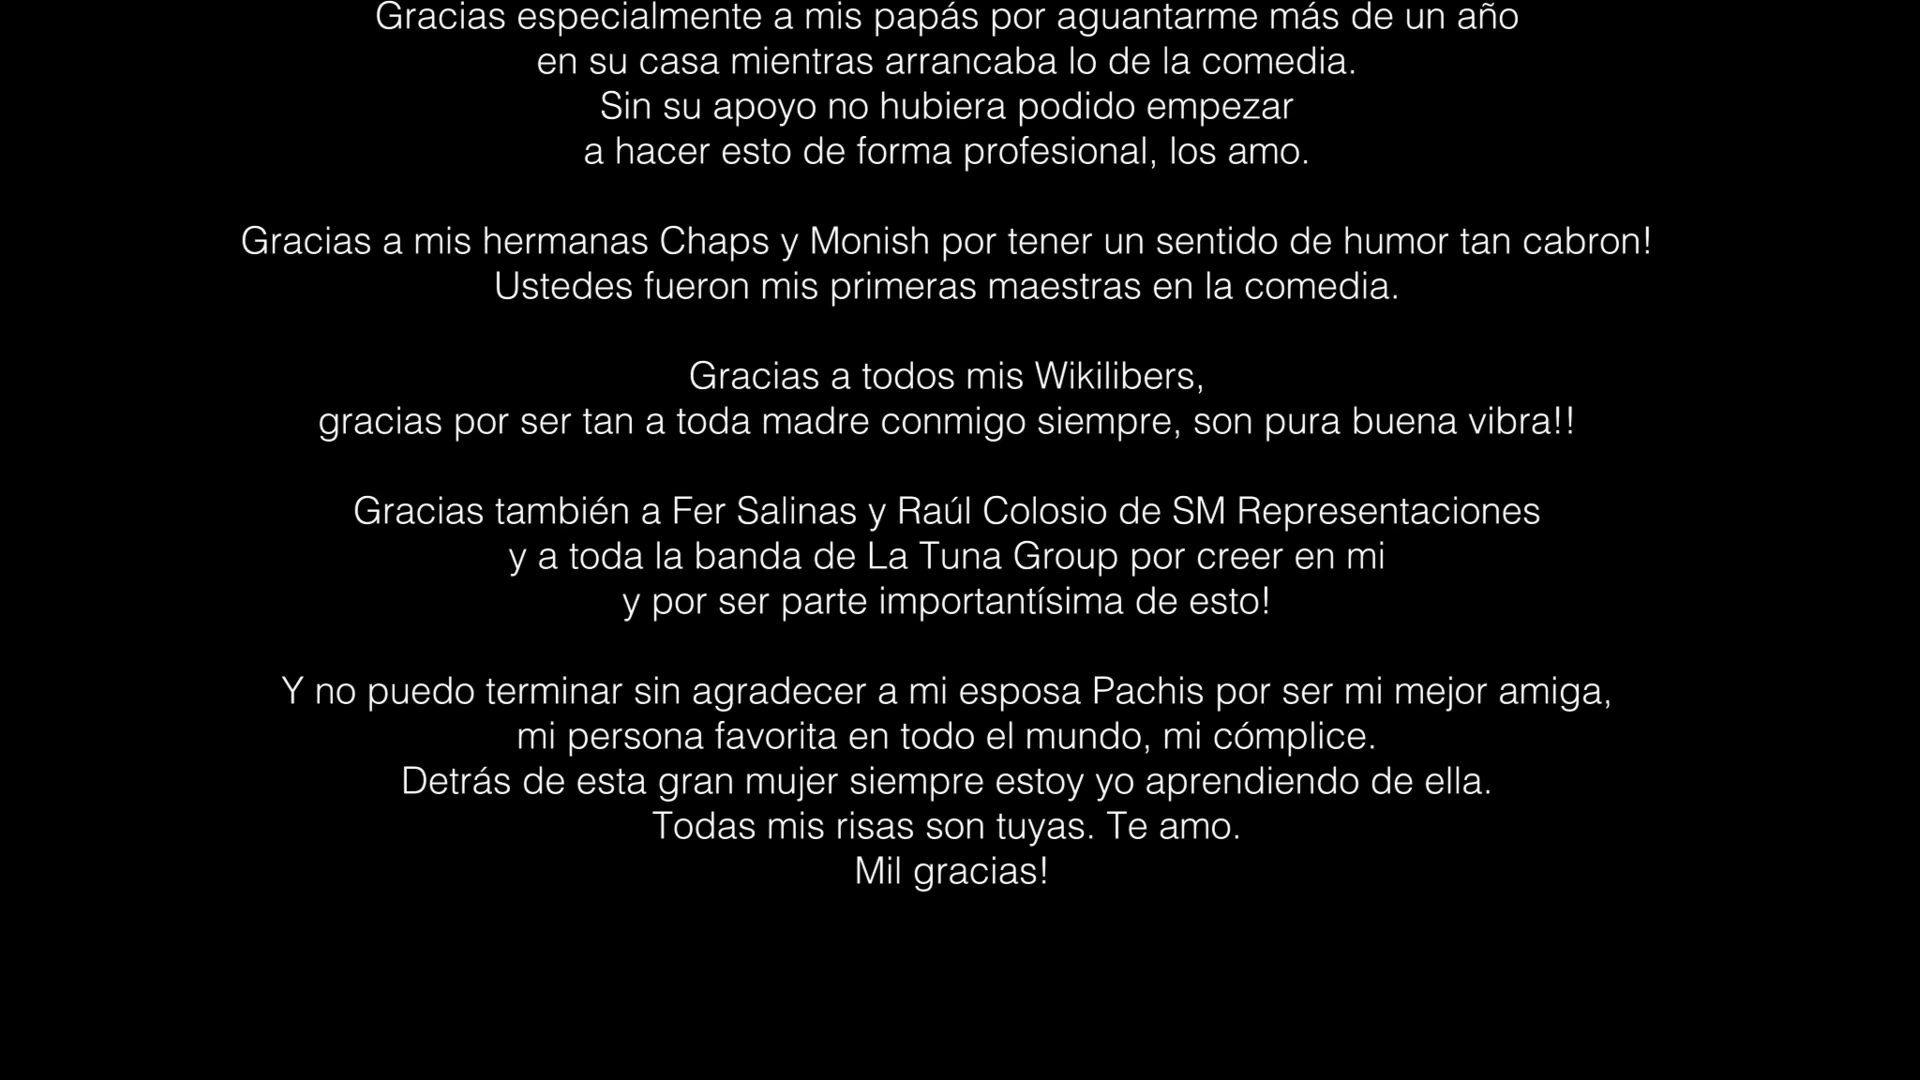 Gracias especialmente a mis papás por aguantarme más de un año
en su casa mientras arrancaba lo de la comedia.
Sin su apoyo no hubiera podido empezar
a hacer esto de forma profesional, los amo.
Gracias a mis hermanas Chaps y Monish por tener un sentido de humor tan cabron!
Ustedes fueron mis primeras maestras en la comedia.
Gracias a todos mis Wikilibers,
gracias por ser tan a toda madre conmigo siempre, son pura buena vibra!!
Gracias también a Fer Salinas y Raúl Colosio de SM Representaciones
y a toda la banda de La Tuna Group por creer en mi
y por ser parte importantísima de esto!
Y no puedo terminar sin agradecer a mi esposa Pachis por ser mi mejor amiga,
mi persona favorita en todo el mundo, mi cómplice.
Detrás de esta gran mujer siempre estoy yo aprendiendo de ella.
Todas mis risas son tuyas. Te amo.
Mil gracias!